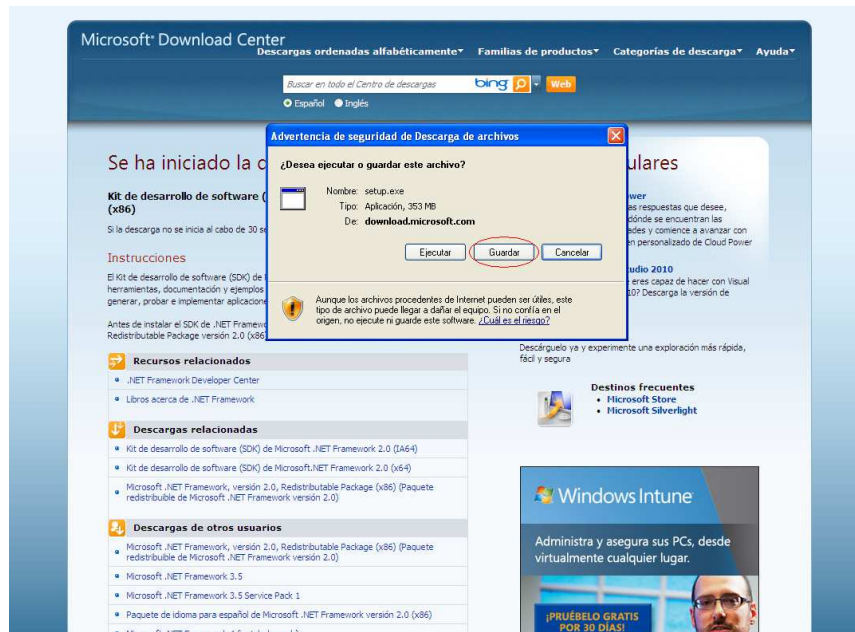 Microsoft® Download Center
Descargas ordenadas alfabéticamente Familias de productos Categorías de descarga Ayuda
Buscar en todo el Centro de descargas bing Web
Español Inglés
Advertencia de seguridad de Descarga de archivos
¿Desea ejecutar o guardar este archivo?
Nombre: setup.exe
Tipo: Aplicación, 353 MB
De: download.microsoft.com
Ejecutar Guardar Cancelar
Aunque los archivos procedentes de Internet pueden ser útiles, este
tipo de archivo puede llegar a dañar el equipo. Si no confía en el
origen, no ejecute ni guarde este software. ¿Cuál es el riesgo?
Se ha iniciado la
Kit de desarrollo de software (
(x86)
Si la descarga no se inicia al cabo de 30
Instrucciones
El Kit de desarrollo de software (SDK) de
herramientas, documentación y ejemplos
generar, probar e implementar
Antes de instalar el SDK de .NET
Redistributable Package versión 2.0 (x86
Recursos relacionados
.NET Framework Developer Center
Libros acerca de .NET Framework
Descargas relacionadas
Kit de desarrollo de software (SDK) de Microsoft .NET Framework 2.0 (IA64)
Kit de desarrollo de software (SDK) de Microsoft.NET Framework 2.0 (x64)
Microsoft .NET Framework, versión 2.0, Redistributable Package (x86) (Paquete
redistribuible de Microsoft .NET Framework versión 2.0)
Descargas de otros usuarios
Microsoft .NET Framework, versión 2.0, Redistributable Package (x86) (Paquete
redistribuible de Microsoft .NET Framework versión 2.0)
Microsoft .NET Framework 3.5
Microsoft .NET Framework 3.5 Service Pack 1
Paquete de idioma para español de Microsoft .NET Framework versión 2.0 (x86)
ulares
wer
as respuestas que desee,
dónde se encuentran las
ades y comience a avanzar con
n personalizado de Cloud Power
udio 2010
eres capaz de hacer con Visual
10? Descarga la versión de
Descárguelo ya y experimente una exploración más rápida,
fácil y segura
Destinos frecuentes
Microsoft Store
Microsoft Silverlight
Windows Intune
Administra y asegura sus PCs, desde
virtualmente cualquier lugar.
¡PRUÉBELO GRATIS
POR 30 DÍAS!